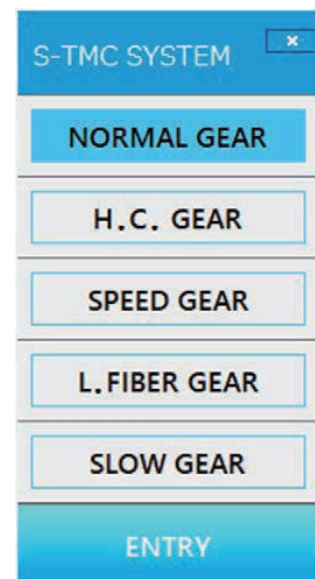 S-TMC SYSTEM
NORMAL GEAR
H.C. GEAR
SPEED GEAR
L.FIBER GEAR
SLOW GEAR
ENTRY